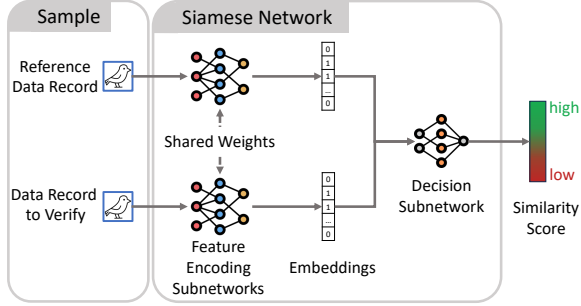 Sample
Siamese Network
Reference
Data Record
0
1
1
...
0
high
low
Shared Weights
Data Record
to Verify
0
1
1
...
0
Decision
Subnetwork
Similarity
Score
Feature
Encoding
Subnetworks
Embeddings